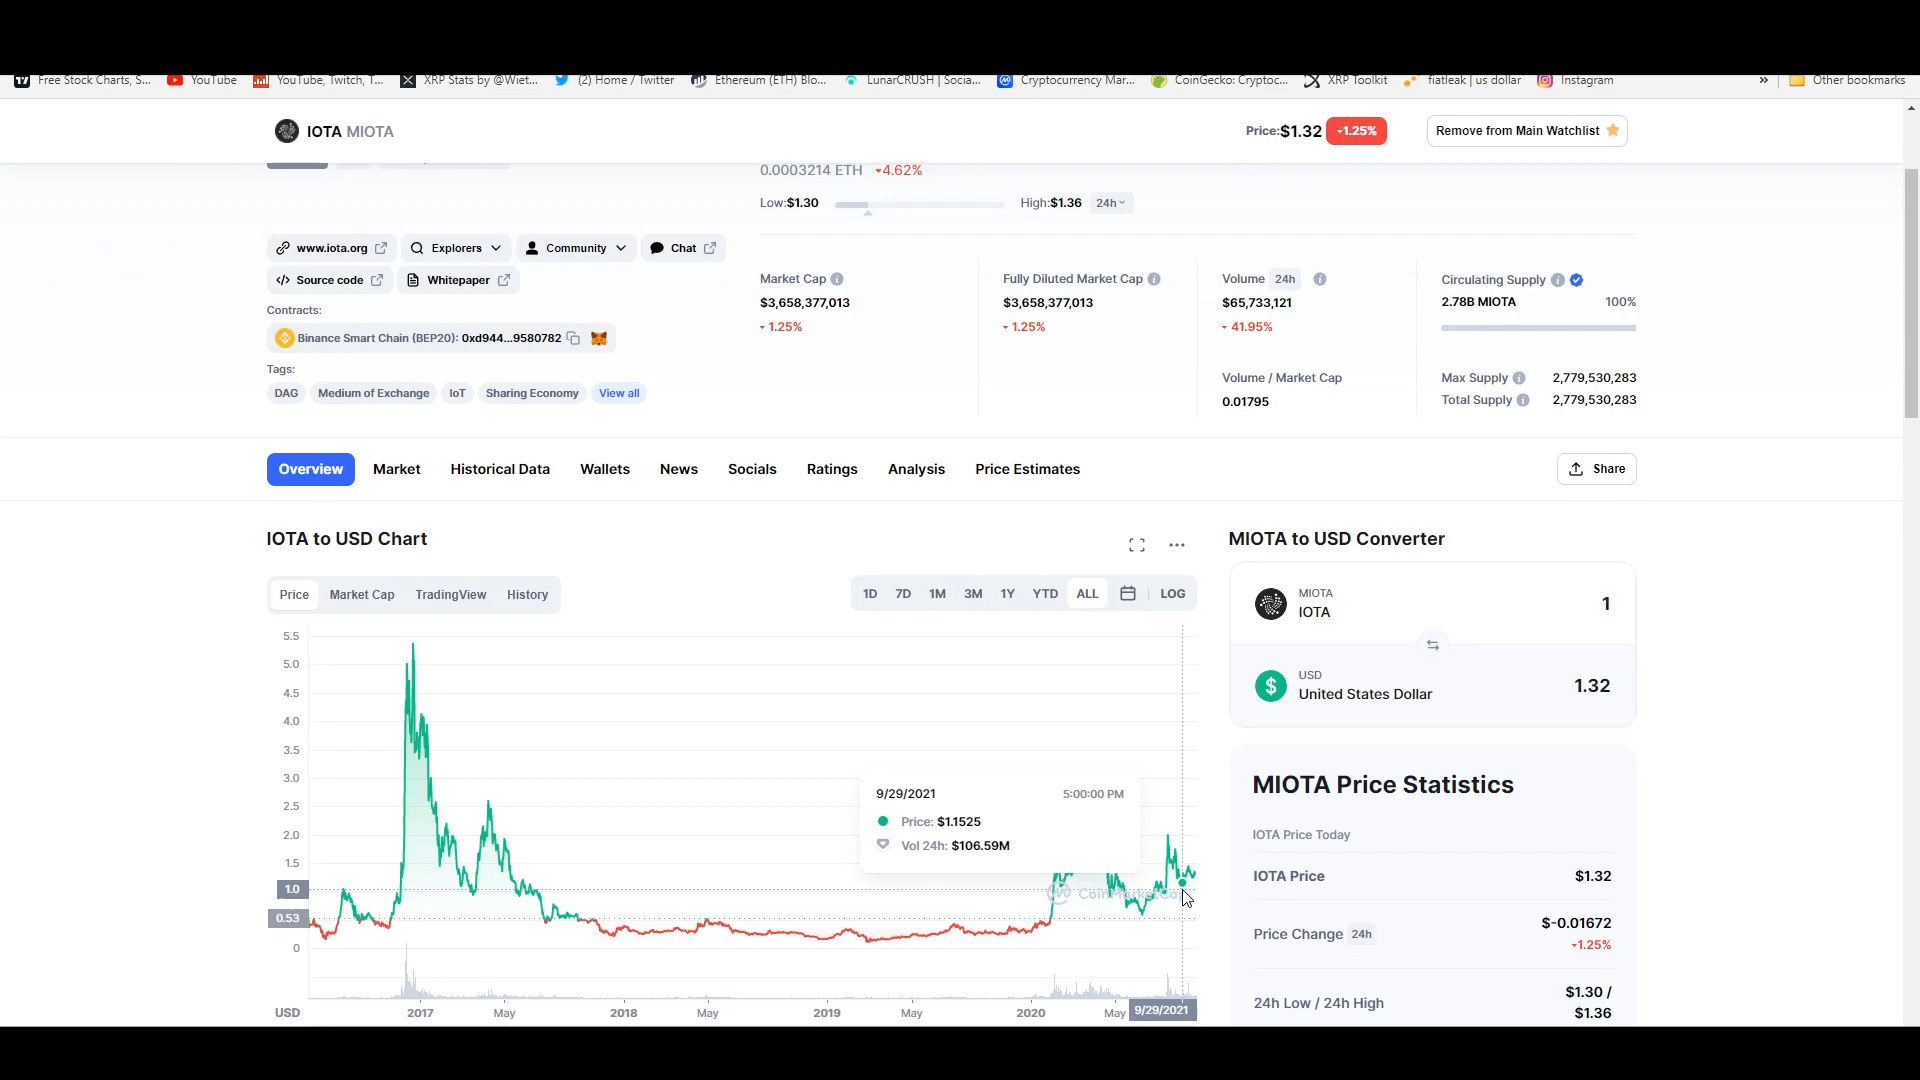 Free Stock Charts, S...
YouTube
YouTube, Twitch, T...
XRP Stats by @Wiet...
(2) Home / Twitter
Ethereum (ETH) Blo...
LunarCRUSH | Socia...
Cryptocurrency Mar...
CoinGecko: Cryptoc...
XRP Toolkit
fiatleak | us dollar
Instagram
»
Other bookmarks
IOTA MIOTA
Price:$1.32 -1.25%
Remove from Main Watchlist
0.0003214 ETH 4.62%
Low:$1.30
High:$1.36
24h
www.iota.org
Explorers
Community
Chat
Source code
Whitepaper
Contracts:
Binance Smart Chain (BEP20): 0xd944...9580782
Tags:
DAG
Medium of Exchange
IoT
Sharing Economy
View all
Market Cap
$3,658,377,013
1.25%
Fully Diluted Market Cap
$3,658,377,013
1.25%
Volume 24h
$65,733,121
41.95%
Volume / Market Cap
0.01795
Circulating Supply
2.78B MIOTA 100%
Max Supply 2,779,530,283
Total Supply 2,779,530,283
Overview
Market
Historical Data
Wallets
News
Socials
Ratings
Analysis
Price Estimates
Share
IOTA to USD Chart
Price
Market Cap
TradingView
History
1D
7D
1M
3M
1Y
YTD
ALL
LOG
5.5
5.0
4.5
4.0
3.5
3.0
2.5
2.0
1.5
1.0
0.53
0
9/29/2021 5:00:00 PM
Price: $1.1525
Vol 24h: $106.59M
CoinMarketCap
USD
2017
May
2018
May
2019
May
2020
May
9/29/2021
MIOTA to USD Converter
MIOTA
IOTA
1
USD
United States Dollar
1.32
MIOTA Price Statistics
IOTA Price Today
IOTA Price $1.32
Price Change 24h
$-0.01672
-1.25%
24h Low / 24h High
$1.30 /
$1.36